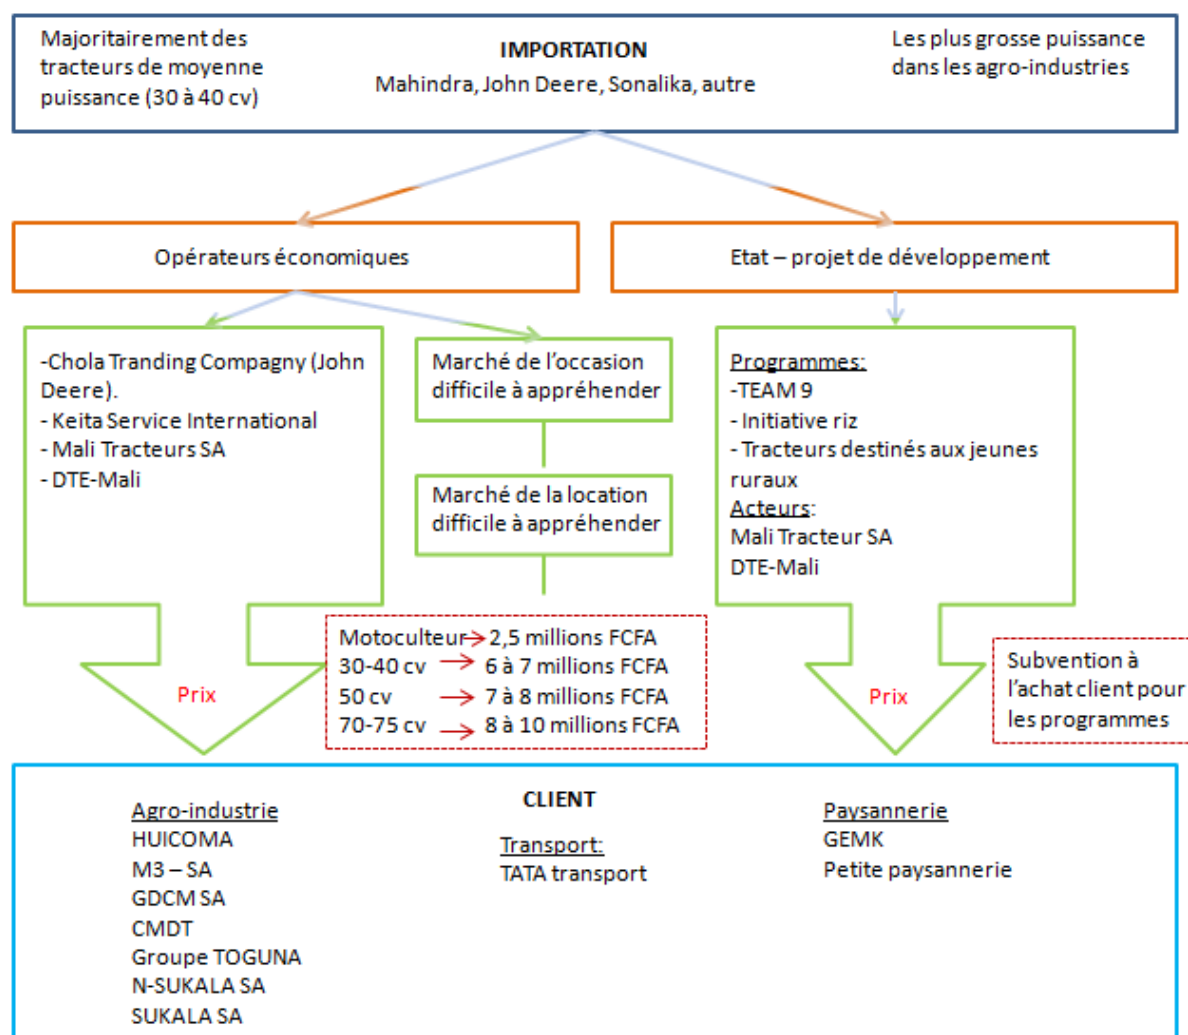 Majoritairement des
tracteurs de moyenne
puissance (30 à 40 cv)
IMPORTATION
Mahindra, John Deere, Sonalika, autre
Les plus grosse puissance
dans les agro-industries
Opérateurs économiques
Etat – projet de développement
-Chola Tranding Compagny (John
Deere).
- Keita Service International
- Mali Tracteurs SA
- DTE-Mali
Marché de l’occasion
difficile à appréhender
Marché de la location
difficile à appréhender
Programmes:
-TEAM 9
- Initiative riz
- Tracteurs destinés aux jeunes
ruraux
Acteurs:
Mali Tracteur SA
DTE-Mali
Prix
Motoculteur → 2,5 millions FCFA
30-40 cv → 6 à 7 millions FCFA
50 cv → 7 à 8 millions FCFA
70-75 cv → 8 à 10 millions FCFA
Prix
Subvention à
l’achat client pour
les programmes
CLIENT
Agro-industrie
HUICOMA
M3 – SA
GDCM SA
CMDT
Groupe TOGUNA
N-SUKALA SA
SUKALA SA
Transport:
TATA transport
Paysannerie
GEMK
Petite paysannerie